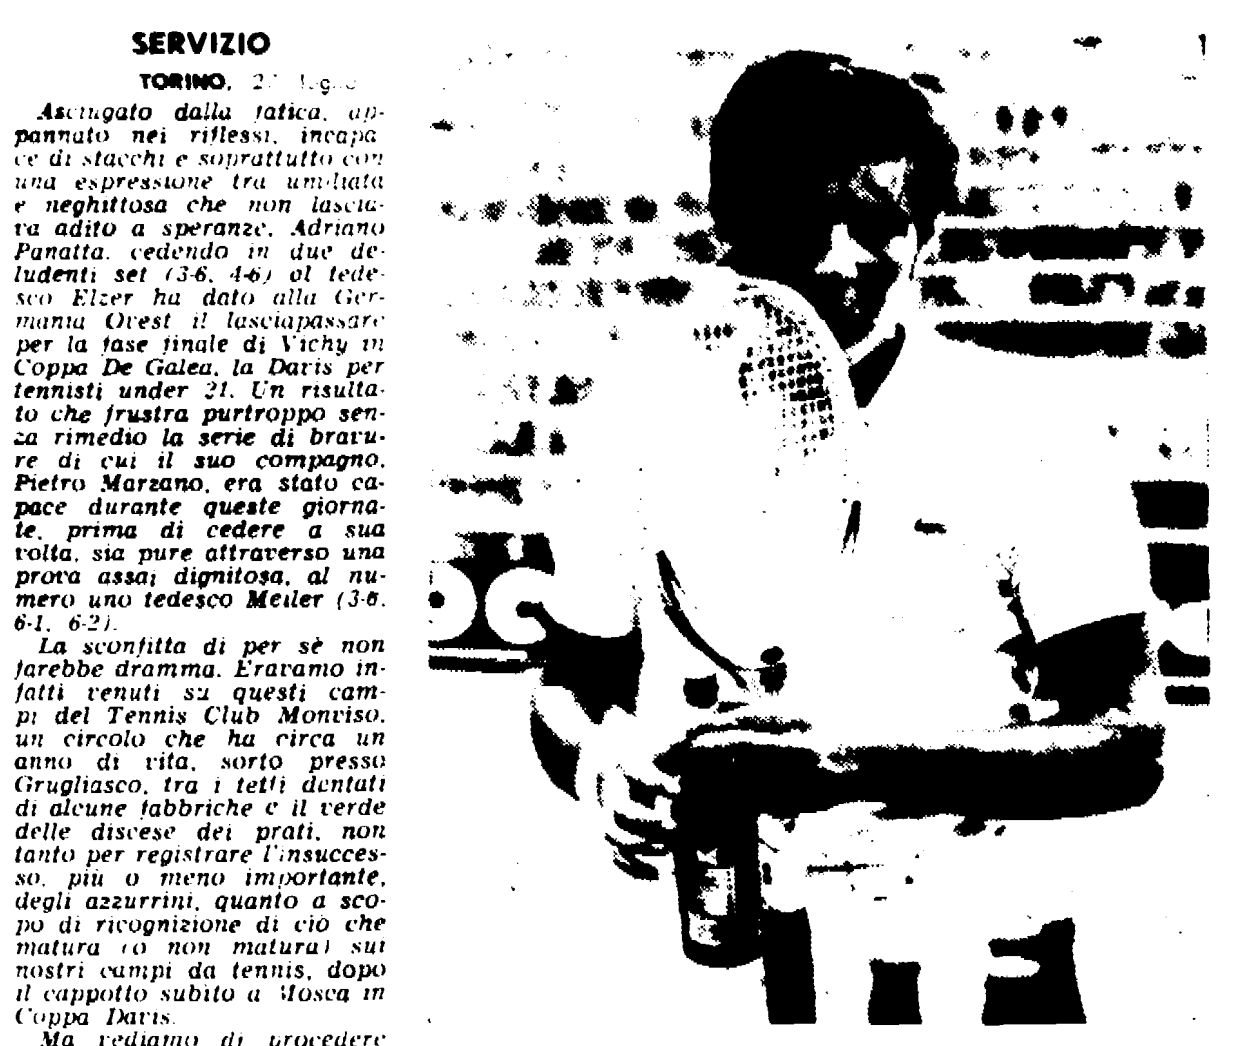 SERVIZIO
TORINO, 2 luglio
Asciugato dalla fatica, ap-
pannato nei riflessi, incapa
ce di stacchi e soprattutto con
una espressione tra umiliata
e neghittosa che non lascia-
va adito a speranze, Adriano
Panatta, cedendo in due de-
ludenti set (3-6, 4-6) al tede-
sco Elzer ha dato alla Ger-
mania Ovest il lasciapassare
per la fase finale di Vichy in
Coppa De Galea, la Davis per
tennisti under 21. Un risulta-
to che frustra purtroppo sen-
za rimedio la serie di bravu-
re di cui il suo compagno,
Pietro Marzano, era stato ca-
pace durante queste giorna-
te, prima di cedere a sua
volta, sia pure attraverso una
prova assai dignitosa, al nu-
mero uno tedesco Meiler (3-6,
6-1, 6-2).
La sconfitta di per sè non
farebbe dramma. Eravamo in-
fatti venuti su questi cam-
pi del Tennis Club Monviso,
un circolo che ha circa un
anno di vita, sorto presso
Grugliasco, tra i tetti dentati
di alcune fabbriche e il verde
delle discese dei prati, non
tanto per registrare l'insucces-
so, più o meno importante,
degli azzurrini, quanto a sco-
po di ricognizione di ciò che
matura (o non matura) sui
nostri campi da tennis, dopo
il cappotto subito a Mosca in
Coppa Davis.
Ma vediamo di procedere